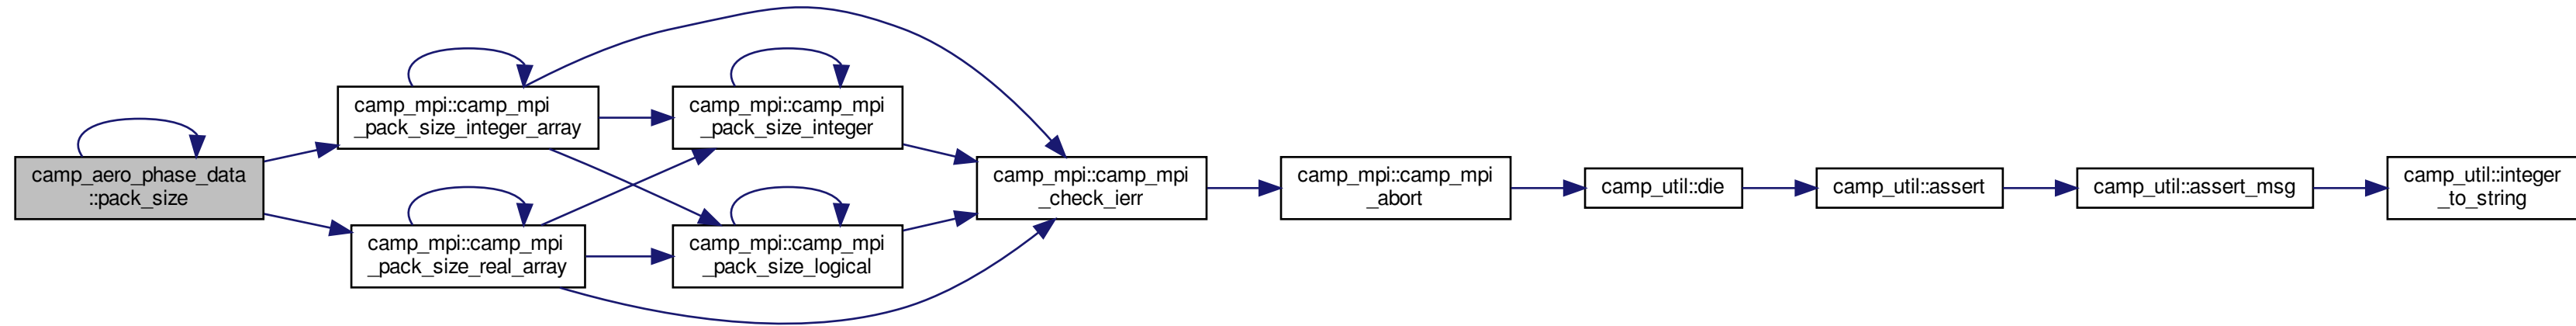 camp_aero_phase_data
::pack_size
camp_mpi::camp_mpi
_pack_size_integer_array
camp_mpi::camp_mpi
_pack_size_real_array
camp_mpi::camp_mpi
_pack_size_integer
camp_mpi::camp_mpi
_pack_size_logical
camp_mpi::camp_mpi
_check_ierr
camp_mpi::camp_mpi
_abort
camp_util::die
camp_util::assert
camp_util::assert_msg
camp_util::integer
_to_string